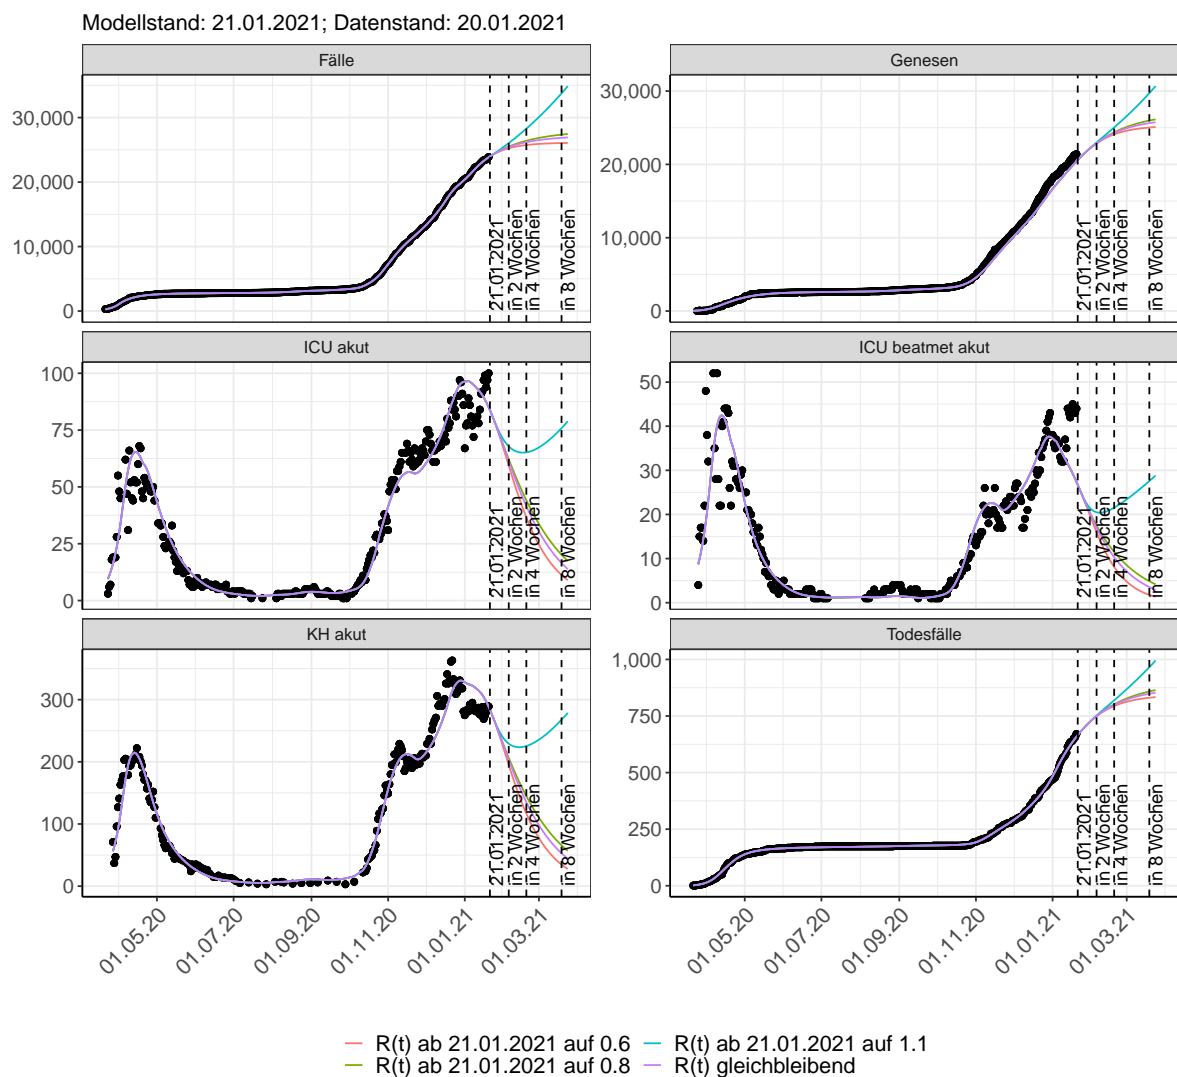 Modellstand: 21.01.2021; Datenstand: 20.01.2021
Fälle
Genesen
30,000
20,000
10,000
0
21.01.2021
in 2 Wochen
in 4 Wochen
in 8 Wochen
30,000
20,000
10,000
0
21.01.2021
in 2 Wochen
in 4 Wochen
in 8 Wochen
ICU akut
ICU beatmet akut
100
75
50
25
0
21.01.2021
in 2 Wochen
in 4 Wochen
in 8 Wochen
50
40
30
20
10
0
21.01.2021
in 2 Wochen
in 4 Wochen
in 8 Wochen
KH akut
Todesfälle
300
200
100
0
21.01.2021
in 2 Wochen
in 4 Wochen
in 8 Wochen
1,000
750
500
250
0
21.01.2021
in 2 Wochen
in 4 Wochen
in 8 Wochen
01.05.20
01.07.20
01.09.20
01.11.20
01.01.21
01.03.21
01.05.20
01.07.20
01.09.20
01.11.20
01.01.21
01.03.21
R(t) ab 21.01.2021 auf 0.6
R(t) ab 21.01.2021 auf 1.1
R(t) ab 21.01.2021 auf 0.8
R(t) gleichbleibend